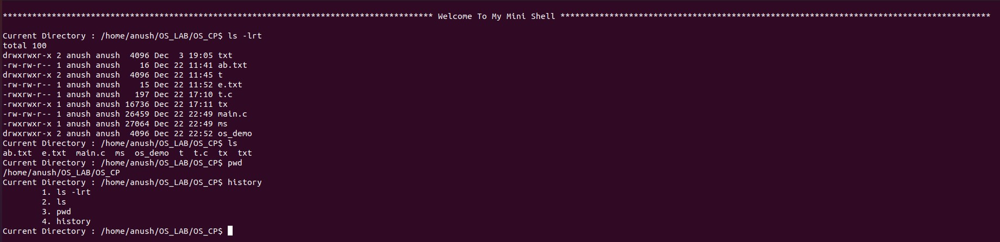 **************************************************************************************** Welcome To My Mini Shell ****************************************************************************************
Current Directory : /home/anush/OS_LAB/OS_CP$ ls -lrt
total 100
drwxrwxr-x 2 anush anush  4096 Dec  3 19:05 txt
-rw-rw-r-- 1 anush anush    16 Dec 22 11:41 ab.txt
drwxrwxr-x 2 anush anush  4096 Dec 22 11:45 t
-rw-rw-r-- 1 anush anush    15 Dec 22 11:52 e.txt
-rw-rw-r-- 1 anush anush   197 Dec 22 17:10 t.c
-rwxrwxr-x 1 anush anush 16736 Dec 22 17:11 tx
-rw-rw-r-- 1 anush anush 26459 Dec 22 22:49 main.c
-rwxrwxr-x 1 anush anush 27064 Dec 22 22:49 ms
drwxrwxr-x 2 anush anush  4096 Dec 22 22:52 os_demo
Current Directory : /home/anush/OS_LAB/OS_CP$ ls
ab.txt  e.txt  main.c  ms  os_demo  t  t.c  tx  txt
Current Directory : /home/anush/OS_LAB/OS_CP$ pwd
/home/anush/OS_LAB/OS_CP
Current Directory : /home/anush/OS_LAB/OS_CP$ history
        1. ls -lrt
        2. ls
        3. pwd
        4. history
Current Directory : /home/anush/OS_LAB/OS_CP$